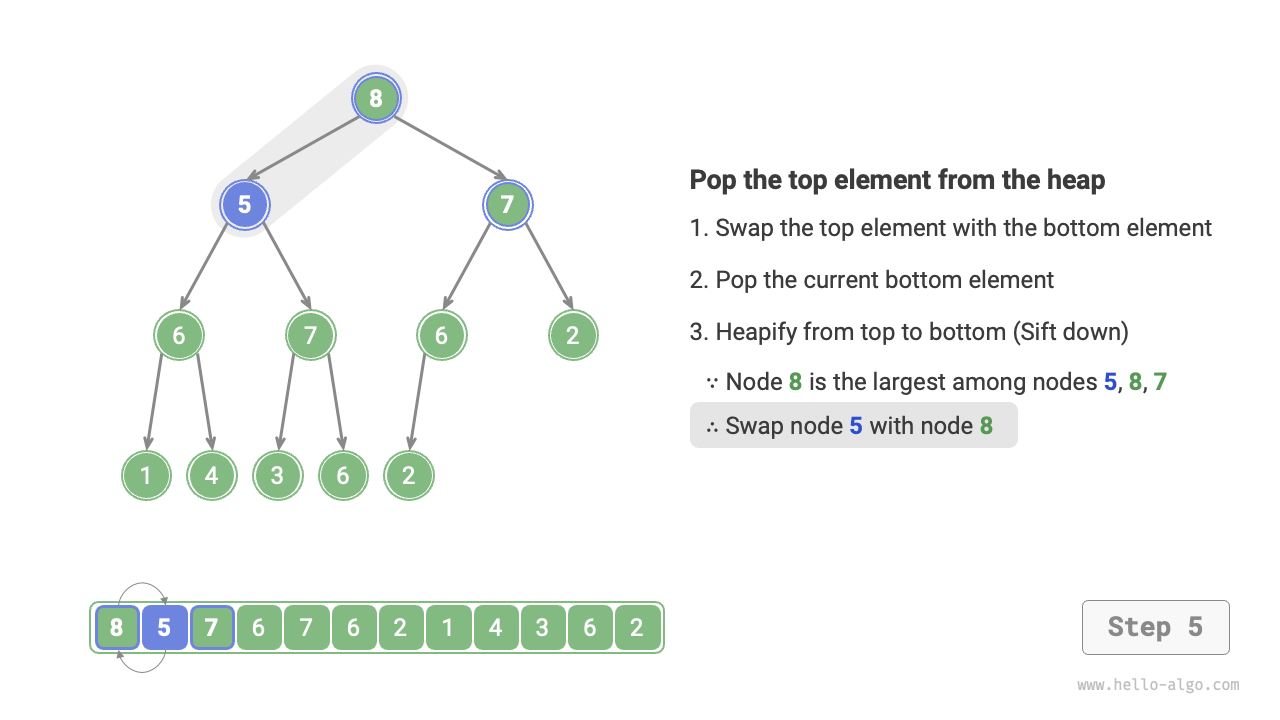 8
Pop the top element from the heap
5
7
1. Swap the top element with the bottom element
2. Pop the current bottom element
6 7 6 2
3. Heapify from top to bottom (Sift down)
∵ Node 8 is the largest among nodes 5, 8, 7
∴ Swap node 5 with node 8
1 4 3 6 2
8 5 7 6 7 6 2 1 4 3 6 2
Step 5
www.hello-algo.com